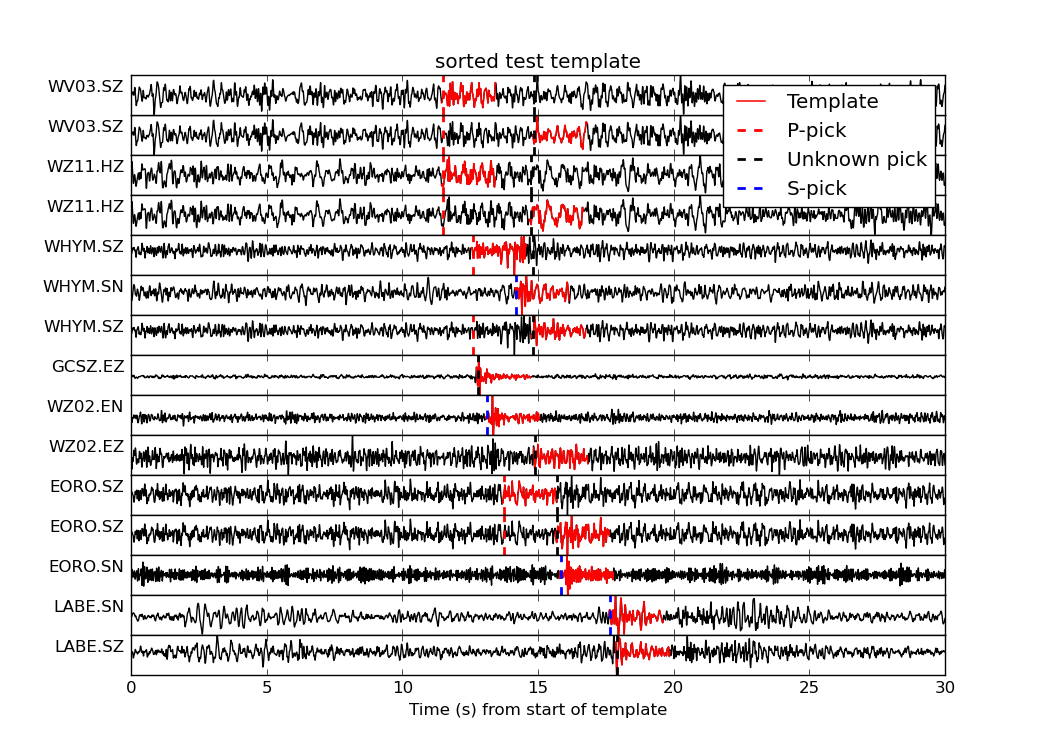 sorted test template
WV03.SZ
WV03.SZ
WZ11.HZ
WZ11.HZ
WHYM.SZ
WHYM.SN
WHYM.SZ
GCSZ.EZ
WZ02.EN
WZ02.EZ
EORO.SZ
EORO.SZ
EORO.SN
LABE.SN
LABE.SZ
Template
P-pick
Unknown pick
S-pick
0 5 10 15 20 25 30
Time (s) from start of template